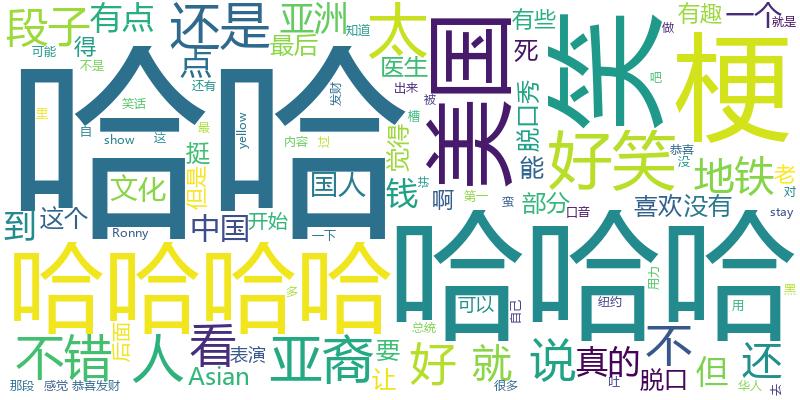 段子
有点
还是
亚洲
太
美国
有些
笑
有趣
一个
就是
可能
得
点
最后
知道
医生
死
做
梗
不是
还有
出来
被
脱口秀
吧
哈哈
里
笑话
发财
槽
自
show
这
最
yellow
内容
过
觉得
能
好笑
恭喜
没
地铁
挺
但是
文化
国人
钱
啊
第一
蛮
部分
老
对
到
这个
中国
开始
喜欢
没有
口音
stay
Ronny
一下
哈哈哈哈
哈哈哈
多
可以
自己
纽约
用力
用
黑
不错
后面
人
看
表演
Asian
亚裔
总统
要
让
好
就
说
真的
不
脱口
但
还
那段
感觉
恭喜发财
很多
吐
华人
去